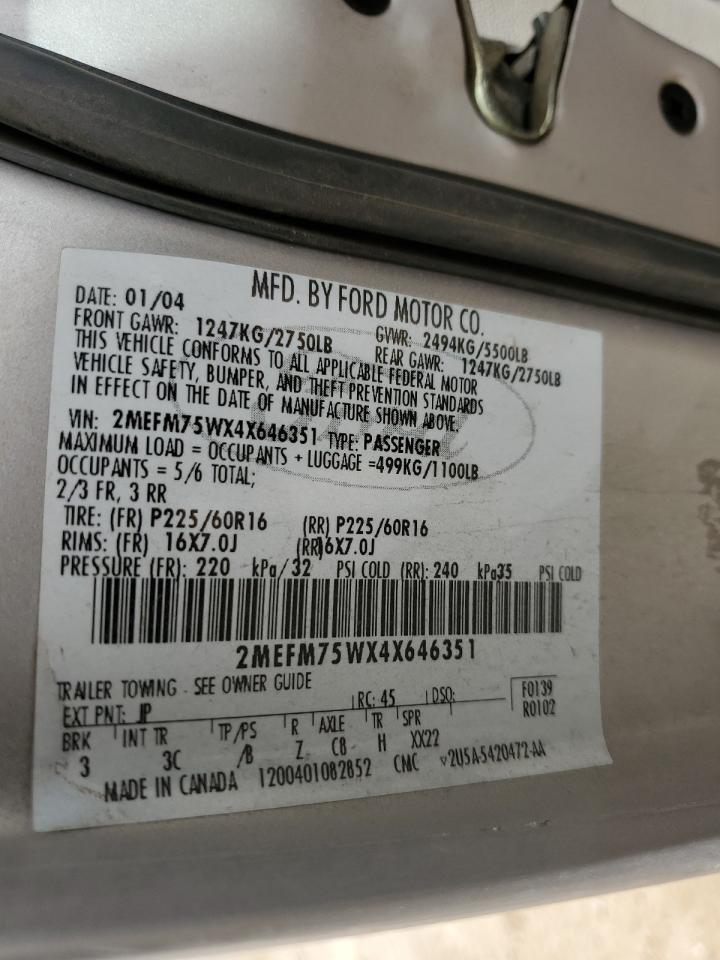 MFD. BY FORD MOTOR CO.
DATE: 01/04 GVWR: 2494KG/5500LB
FRONT GAWR: 1247KG/2750LB REAR GAWR: 1247KG/2750LB
THIS VEHICLE CONFORMS TO ALL APPLICABLE FEDERAL MOTOR
VEHICLE SAFETY, BUMPER, AND THEFT PREVENTION STANDARDS
IN EFFECT ON THE DATE OF MANUFACTURE SHOWN ABOVE.
VIN: 2MEFM75WX4X646351 TYPE: PASSENGER
MAXIMUM LOAD = OCCUPANTS + LUGGAGE =499KG/1100LB
OCCUPANTS = 5/6 TOTAL;
2/3 FR, 3 RR
TIRE: (FR) P225/60R16 (RR) P225/60R16
RIMS: (FR) 16X7.0J (RR)16X7.0J
PRESSURE (FR): 220 kPa/ 32 PSI COLD (RR): 240 kPa35 PSI COLD
2MEFM75WX4X646351
TRAILER TOWING - SEE OWNER GUIDE
EXT PNT: JP RC: 45 DSO: F0139
R0102
BRK INT TR TP/PS R AXLE TR SPR
3 3C /B Z C8 H XX22
MADE IN CANADA 1200401082852 CMC V2U5A-5420472-AA